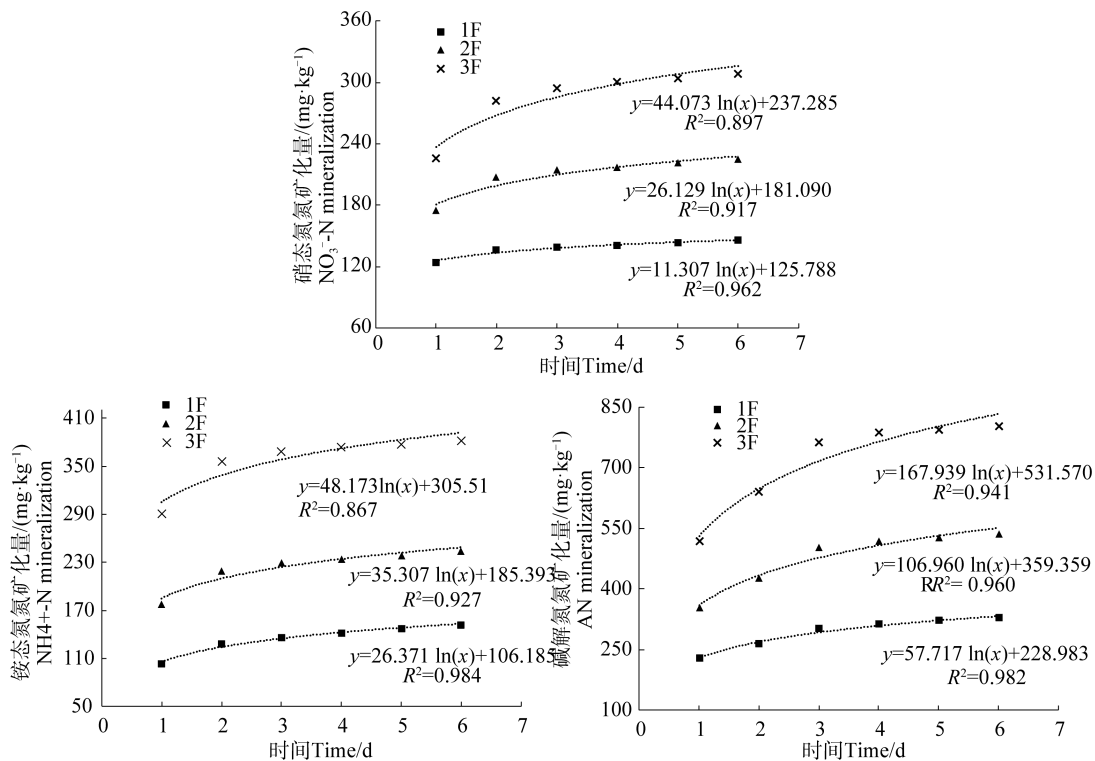 360
300
240
180
120
60
硝态氮氮矿化量/(mg·kg⁻¹)
NO₃⁻-N mineralization
1F
2F
3F
y=44.073 ln(x)+237.285
R²=0.897
y=26.129 ln(x)+181.090
R²=0.917
y=11.307 ln(x)+125.788
R²=0.962
0 1 2 3 4 5 6 7
时间Time/d
410
350
290
230
170
110
50
铵态氮氮矿化量/(mg·kg⁻¹)
NH4+-N mineralization
1F
2F
3F
y=48.173ln(x)+305.51
R²=0.867
y=35.307 ln(x)+185.393
R²=0.927
y=26.371 ln(x)+106.185
R²=0.984
0 1 2 3 4 5 6 7
时间Time/d
850
700
550
400
250
100
碱解氮氮矿化量/(mg·kg⁻¹)
AN mineralization
1F
2F
3F
y=167.939 ln(x)+531.570
R²=0.941
y=106.960 ln(x)+359.359
RR²= 0.960
y=57.717 ln(x)+228.983
R²=0.982
0 1 2 3 4 5 6 7
时间Time/d